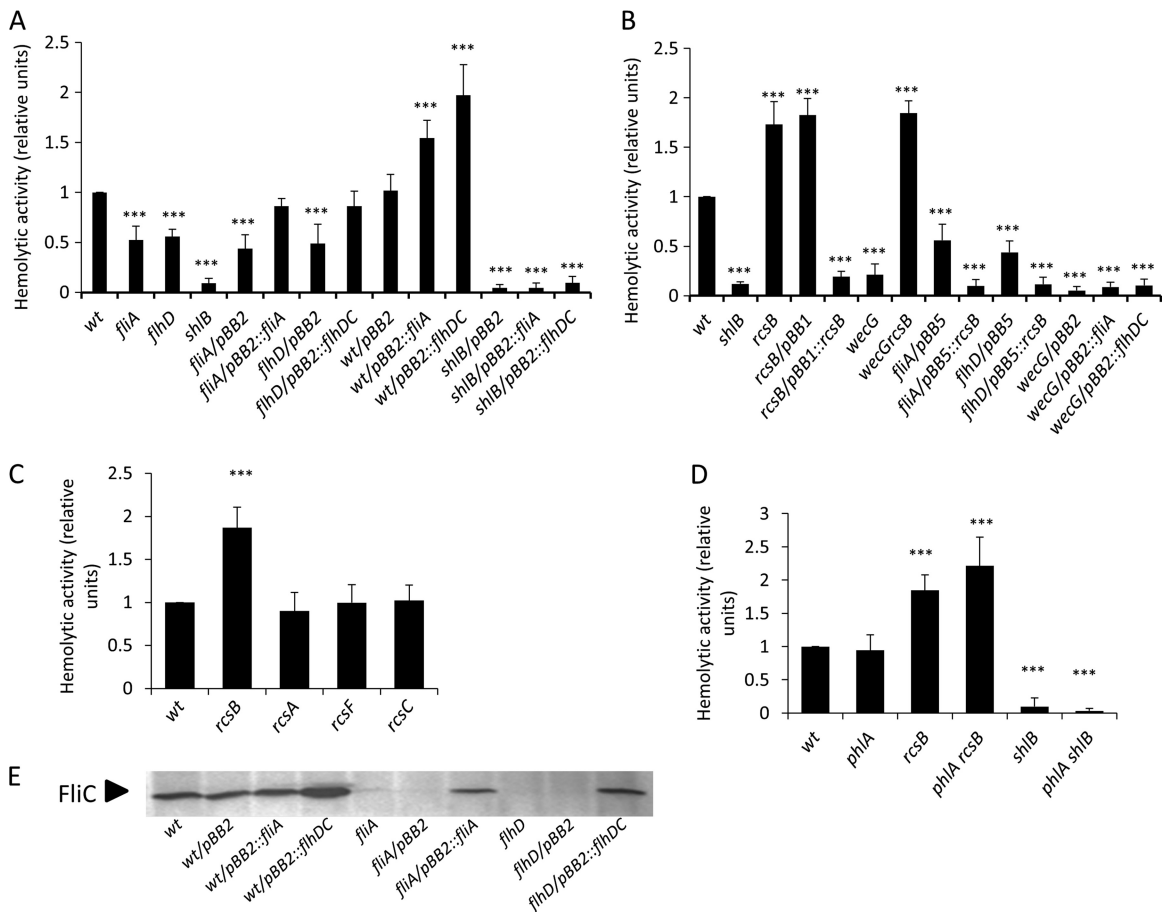 A
Hemolytic activity (relative units)
2.5
2
1.5
1
0.5
0
***
***
***
***
***
***
***
***
***
***
wt
fliA
flhD
shlB
fliA/pBB2
fliA/pBB2::fliA
flhD/pBB2
flhD/pBB2::flhDC
wt/pBB2
wt/pBB2::fliA
wt/pBB2::flhDC
shlB/pBB2
shlB/pBB2::fliA
shlB/pBB2::flhDC
B
Hemolytic activity (relative units)
2.5
2
1.5
1
0.5
0
***
***
***
***
***
***
***
***
***
***
***
***
***
wt
shlB
rcsB
rcsB/pBB1
rcsB/pBB1::rcsB
wecG
wecGrcsB
fliA/pBB5
fliA/pBB5::rcsB
flhD/pBB5
flhD/pBB5::rcsB
wecG/pBB2
wecG/pBB2::fliA
wecG/pBB2::flhDC
C
Hemolytic activity (relative
units)
2.5
2
1.5
1
0.5
0
***
wt
rcsB
rcsA
rcsF
rcsC
D
Hemolytic activity (relative
units)
3
2.5
2
1.5
1
0.5
0
***
***
***
***
wt
phlA
rcsB
phlA rcsB
shlB
phlA shlB
E
FliC
wt
wt/pBB2
wt/pBB2::fliA
wt/pBB2::flhDC
fliA
fliA/pBB2
fliA/pBB2::fliA
flhD
flhD/pBB2
flhD/pBB2::flhDC